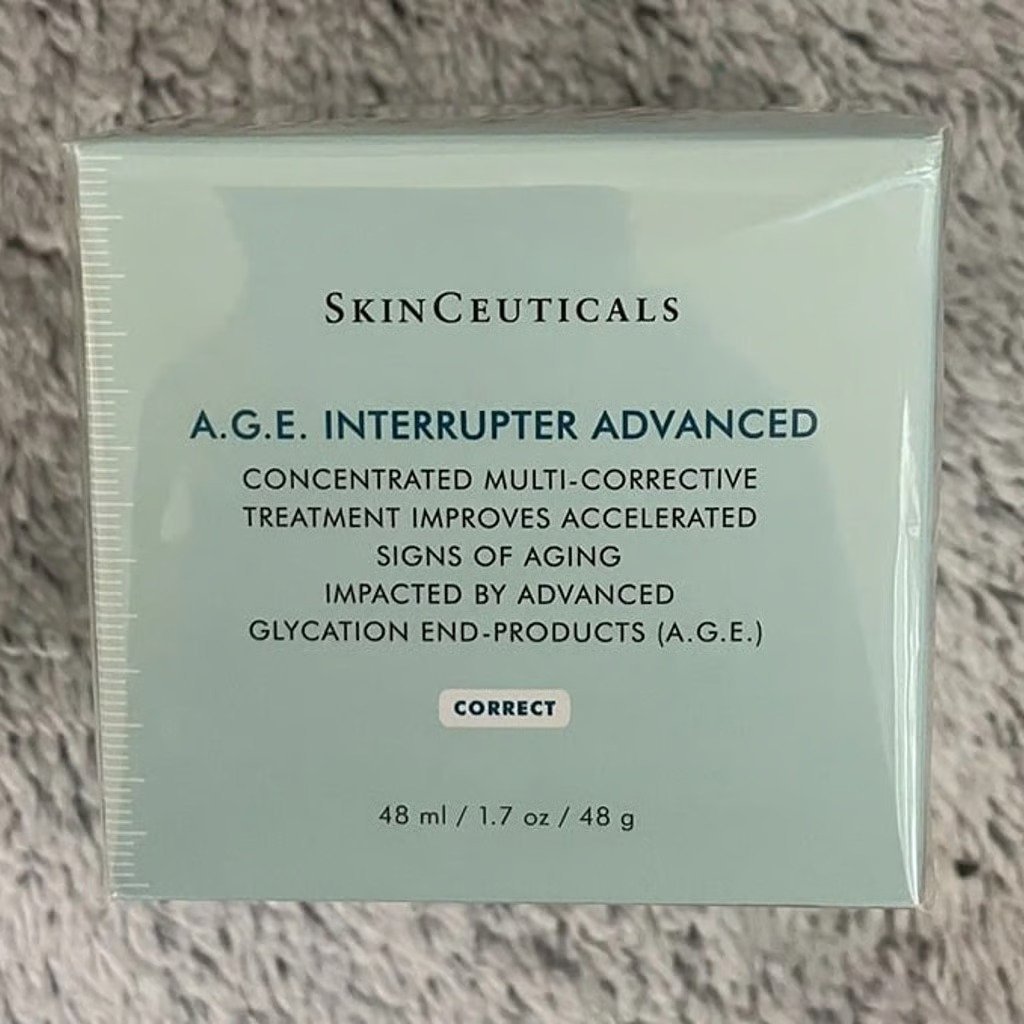 SKINCEUTICALS
A.G.E. INTERRUPTER ADVANCED
CONCENTRATED MULTI-CORRECTIVE
TREATMENT IMPROVES ACCELERATED
SIGNS OF AGING
IMPACTED BY ADVANCED
GLYCATION END-PRODUCTS (A.G.E.)
CORRECT
48 ml / 1.7 oz / 48 g